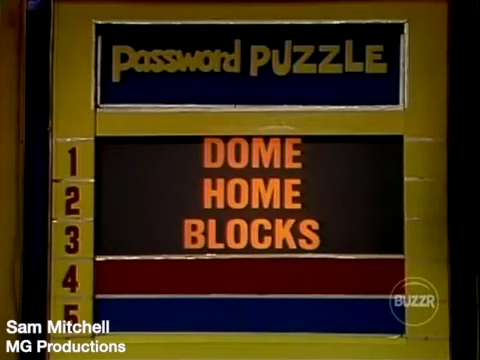 password PUZZLE
1 DOME
2 HOME
3 BLOCKS
4
5
BUZZR
Sam Mitchell
MG Productions